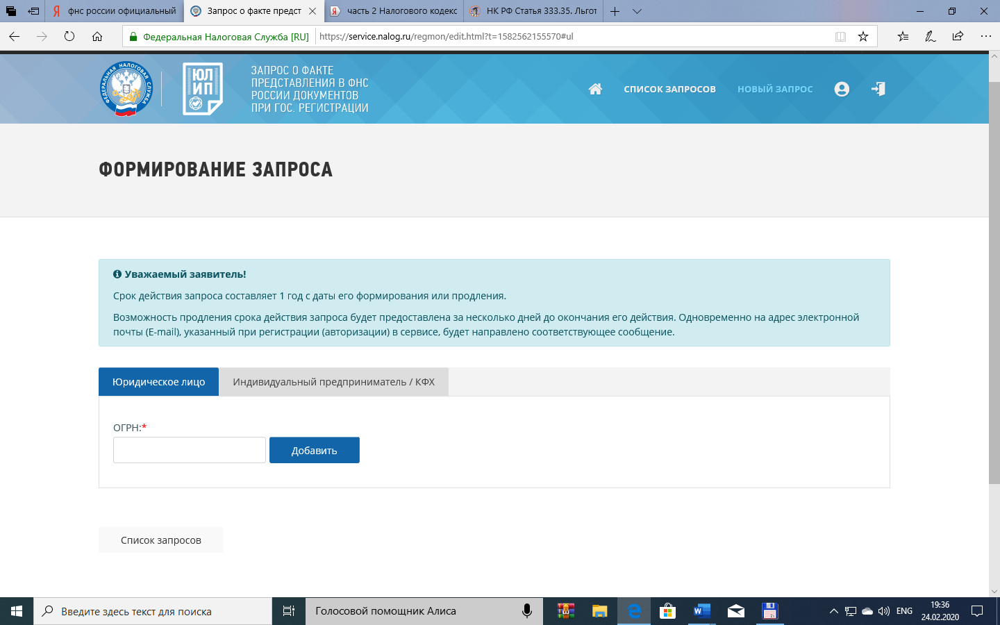 фнс россии официальный
Запрос о факте предст
часть 2 Налогового кодекс
НК РФ Статья 333.35. Льгот
Федеральная Налоговая Служба [RU]
https://service.nalog.ru/regmon/edit.html?t=1582562155570#ul
ФЕДЕРАЛЬНАЯ НАЛОГОВАЯ СЛУЖБА
ЮЛ
ИП
ЗАПРОС О ФАКТЕ
ПРЕДСТАВЛЕНИЯ В ФНС
РОССИИ ДОКУМЕНТОВ
ПРИ ГОС. РЕГИСТРАЦИИ
СПИСОК ЗАПРОСОВ
НОВЫЙ ЗАПРОС
ФОРМИРОВАНИЕ ЗАПРОСА
Уважаемый заявитель!
Срок действия запроса составляет 1 год с даты его формирования или продления.
Возможность продления срока действия запроса будет предоставлена за несколько дней до окончания его действия. Одновременно на адрес электронной
почты (E-mail), указанный при регистрации (авторизации) в сервисе, будет направлено соответствующее сообщение.
Юридическое лицо
Индивидуальный предприниматель / КФХ
ОГРН:*
Добавить
Список запросов
Введите здесь текст для поиска
Голосовой помощник Алиса
ENG
19:36
24.02.2020